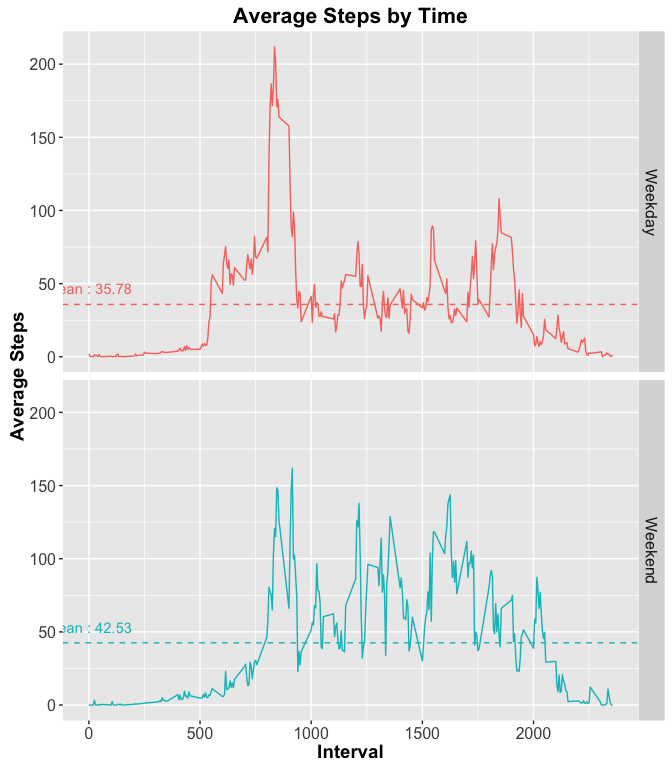 Average Steps by Time
Average Steps
200
150
100
50
0
ean : 35.78
Weekday
200
150
100
50
0
ean : 42.53
Weekend
0 500 1000 1500 2000
Interval